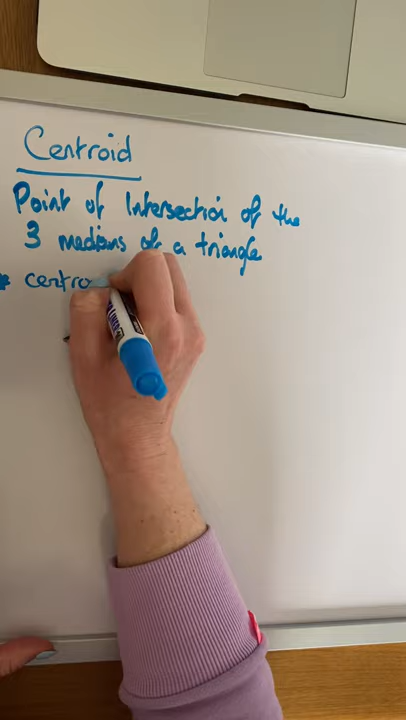 Centroid
Point of Intersection of the
3 medians of a triangle
* centro